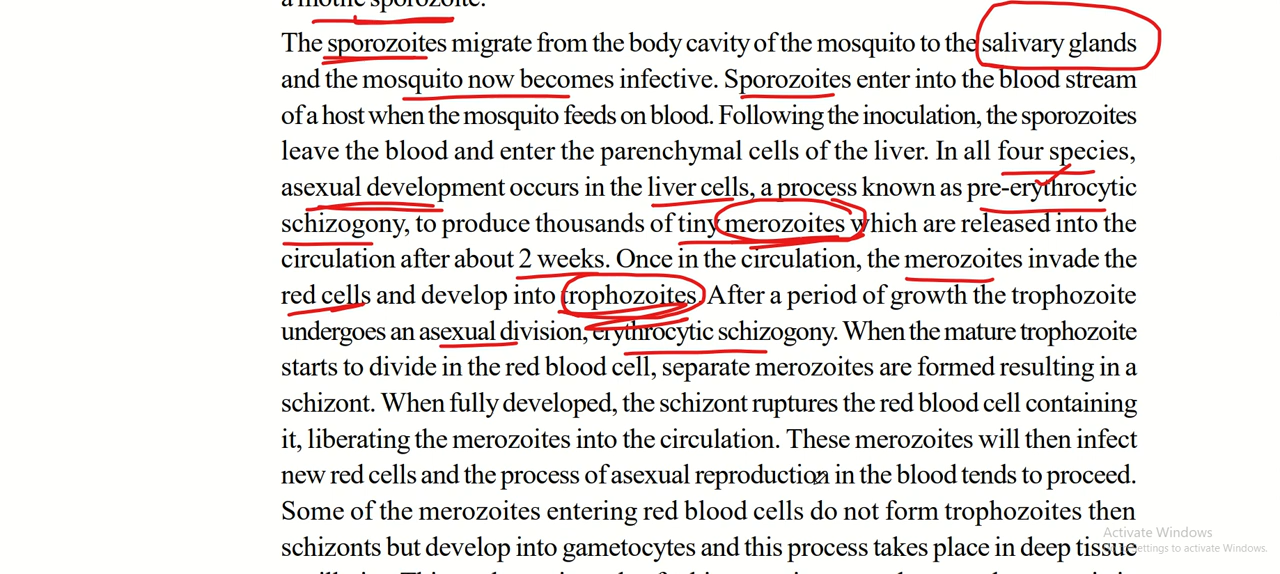 a motile sporozoite.
The sporozoites migrate from the body cavity of the mosquito to the salivary glands
and the mosquito now becomes infective. Sporozoites enter into the blood stream
of a host when the mosquito feeds on blood. Following the inoculation, the sporozoites
leave the blood and enter the parenchymal cells of the liver. In all four species,
asexual development occurs in the liver cells, a process known as pre-erythrocytic
schizogony, to produce thousands of tiny merozoites which are released into the
circulation after about 2 weeks. Once in the circulation, the merozoites invade the
red cells and develop into trophozoites. After a period of growth the trophozoite
undergoes an asexual division, erythrocytic schizogony. When the mature trophozoite
starts to divide in the red blood cell, separate merozoites are formed resulting in a
schizont. When fully developed, the schizont ruptures the red blood cell containing
it, liberating the merozoites into the circulation. These merozoites will then infect
new red cells and the process of asexual reproduction in the blood tends to proceed.
Some of the merozoites entering red blood cells do not form trophozoites then
schizonts but develop into gametocytes and this process takes place in deep tissue
Activate Windows
settings to activate Windows.